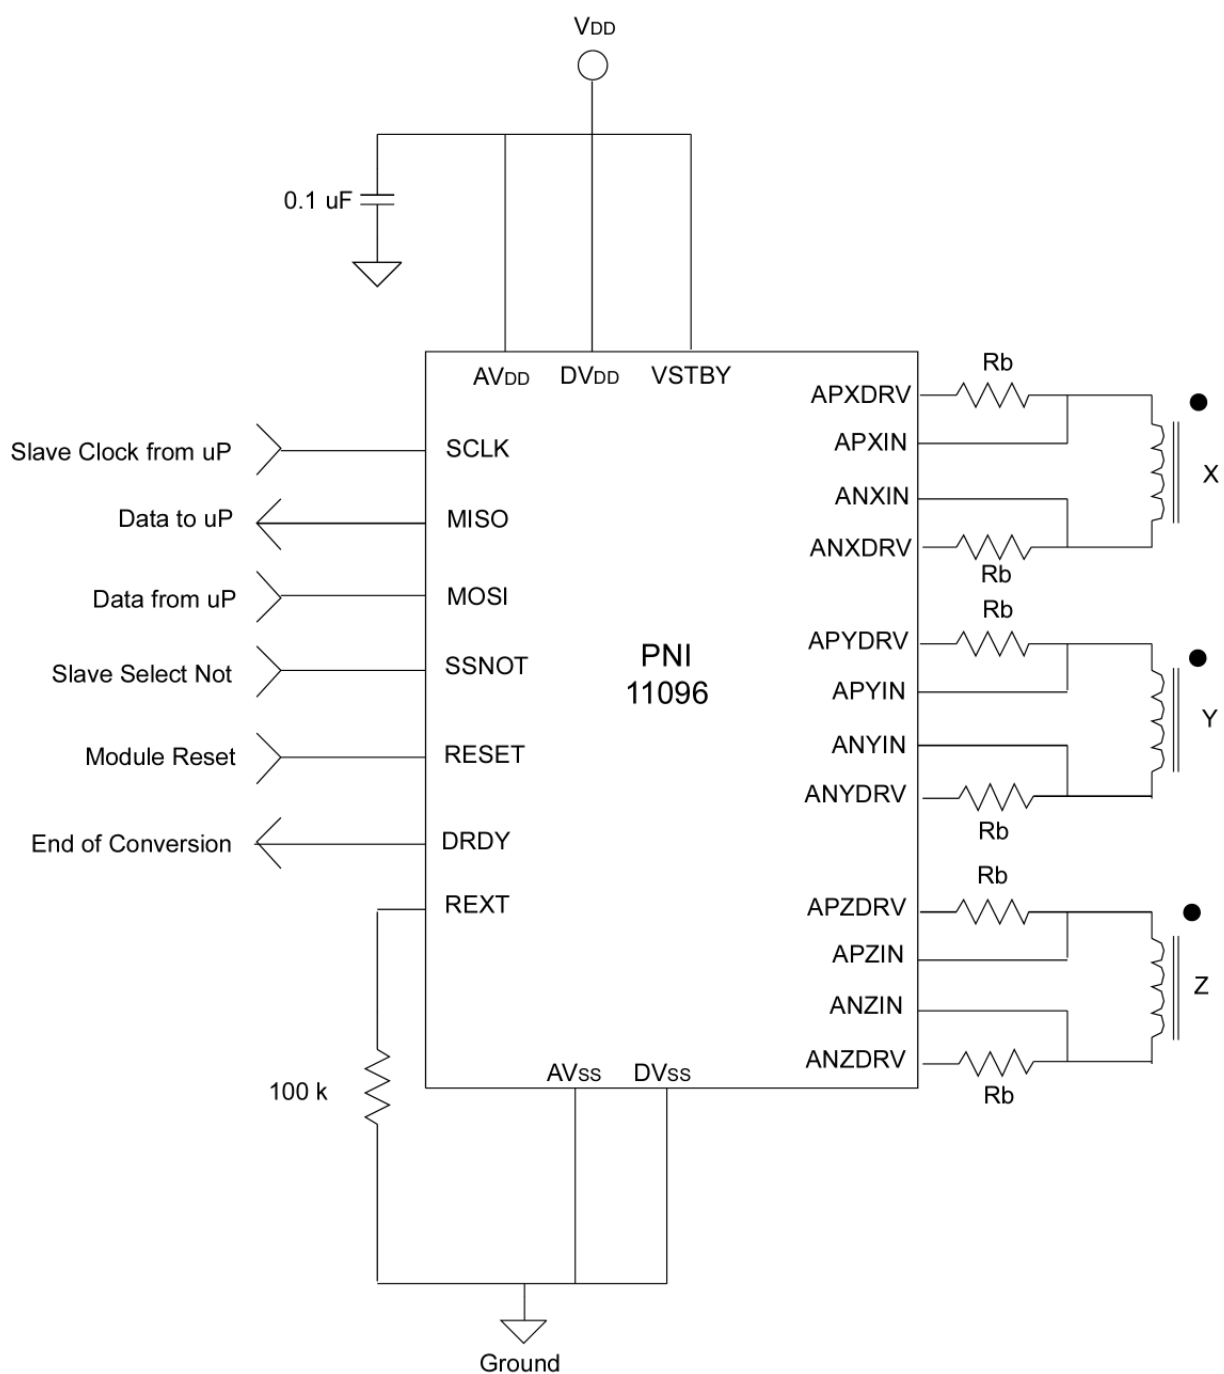 VDD
0.1 uF
AVDD DVDD VSTBY
Rb
APXDRV
Slave Clock from uP
SCLK
APXIN
X
Data to uP
MISO
ANXIN
ANXDRV
Rb
Data from uP
MOSI
Rb
APYDRV
Slave Select Not
SSNOT
PNI
11096
APYIN
Y
Module Reset
RESET
ANYIN
ANYDRV
Rb
End of Conversion
DRDY
Rb
REXT
APZDRV
APZIN
Z
ANZIN
ANZDRV
100 k
AVSS DVSS
Rb
Ground